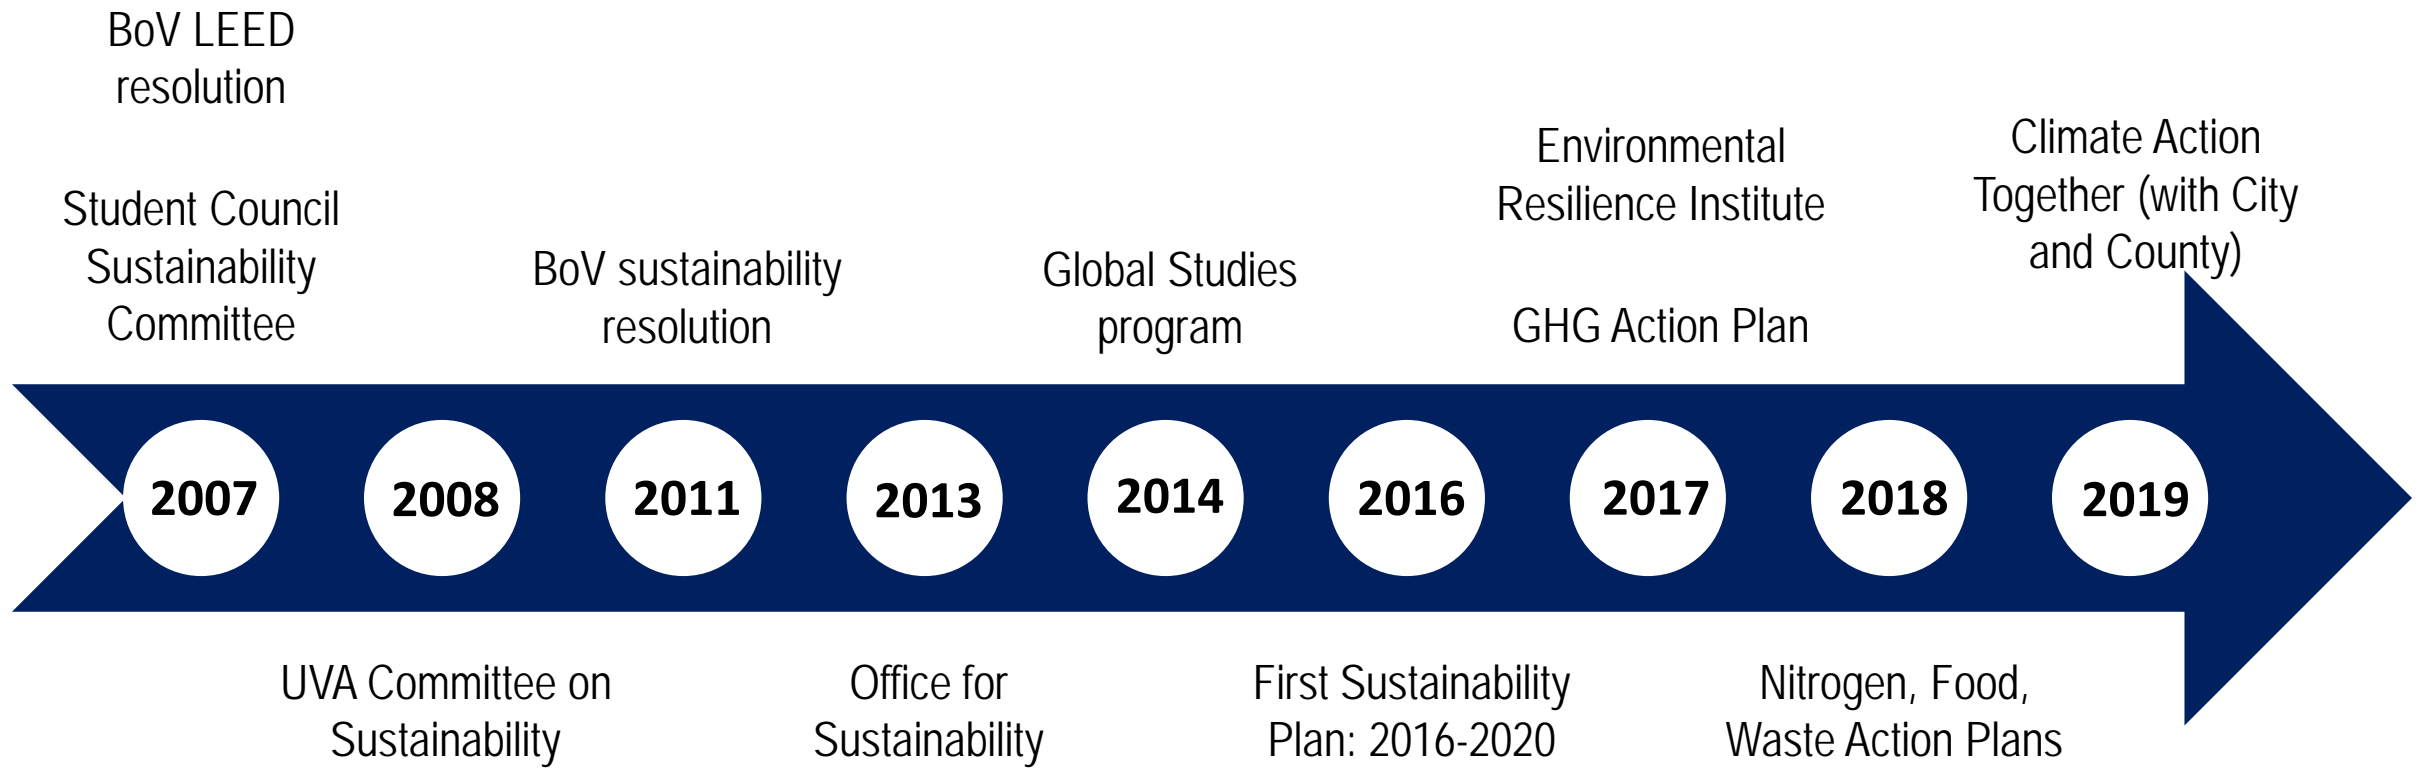 BoV LEED
resolution
Student Council
Sustainability
Committee
BoV sustainability
resolution
Global Studies
program
Environmental
Resilience Institute
GHG Action Plan
Climate Action
Together (with City
and County)
2007
2008
2011
2013
2014
2016
2017
2018
2019
UVA Committee on
Sustainability
Office for
Sustainability
First Sustainability
Plan: 2016-2020
Nitrogen, Food,
Waste Action Plans